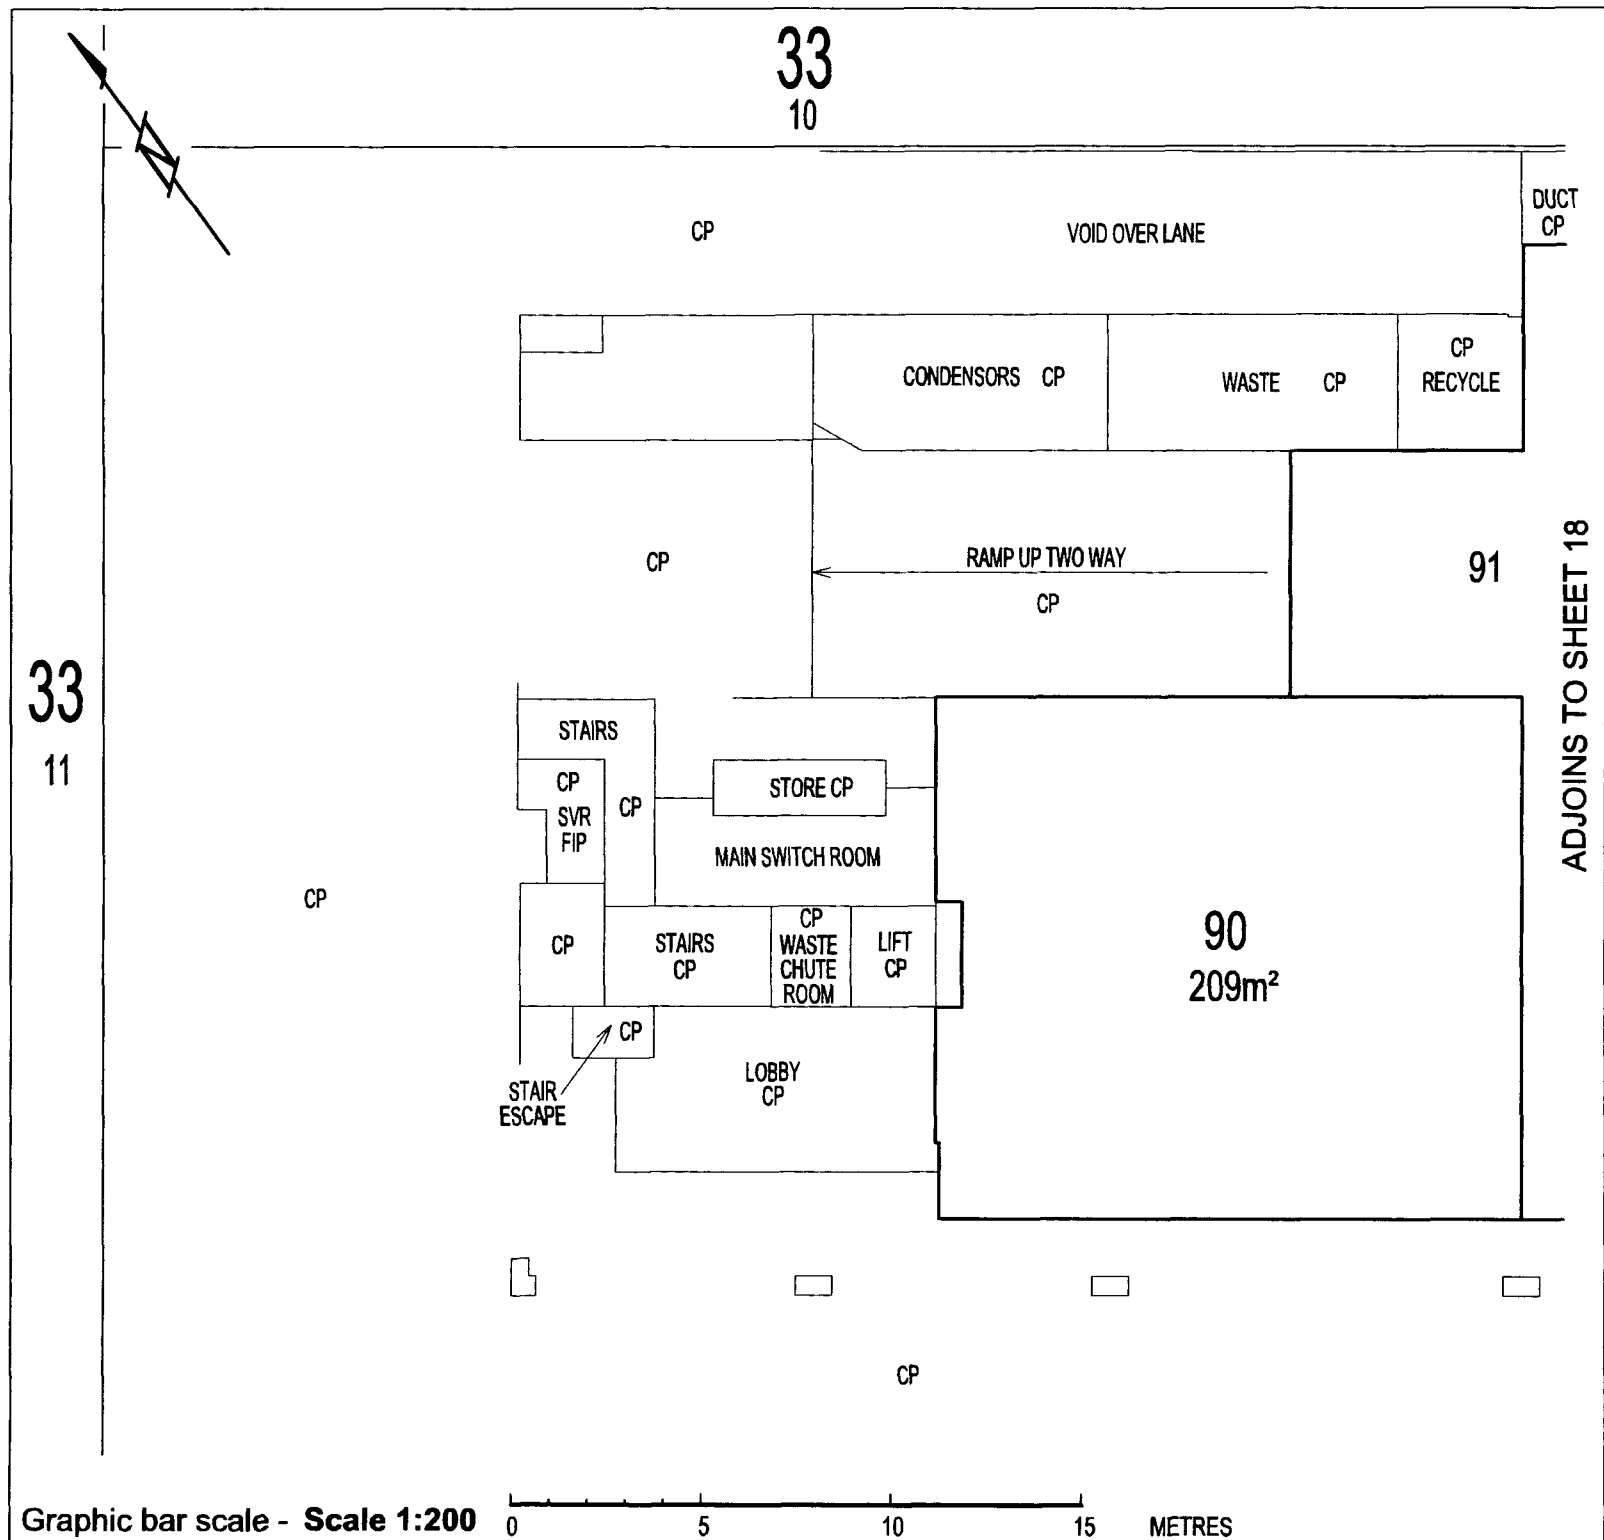 33
10
N
DUCT
CP
CP
VOID OVER LANE
CONDENSORS CP
WASTE CP
CP
RECYCLE
CP
RAMP UP TWO WAY
CP
91
ADJOINS TO SHEET 18
33
11
STAIRS
CP
SVR
FIP
CP
STORE CP
MAIN SWITCH ROOM
CP
CP
STAIRS
CP
CP
WASTE
CHUTE
ROOM
LIFT
CP
90
209m²
CP
STAIR
ESCAPE
LOBBY
CP
CP
Graphic bar scale - Scale 1:200
0 5 10 15 METRES